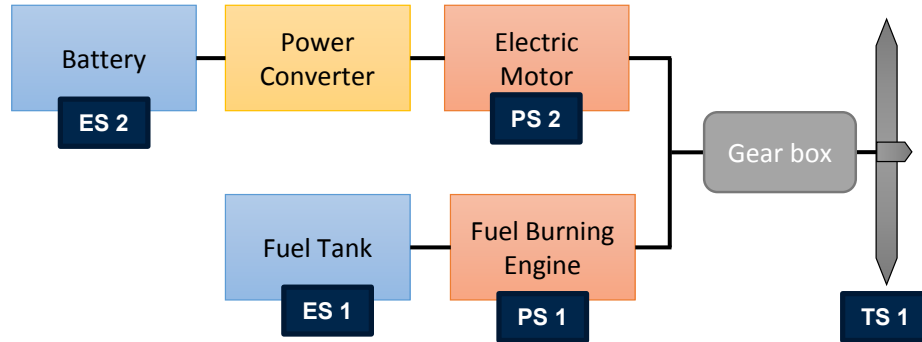 Battery
ES 2
Power
Converter
Electric
Motor
PS 2
Gear box
Fuel Tank
ES 1
Fuel Burning
Engine
PS 1
TS 1